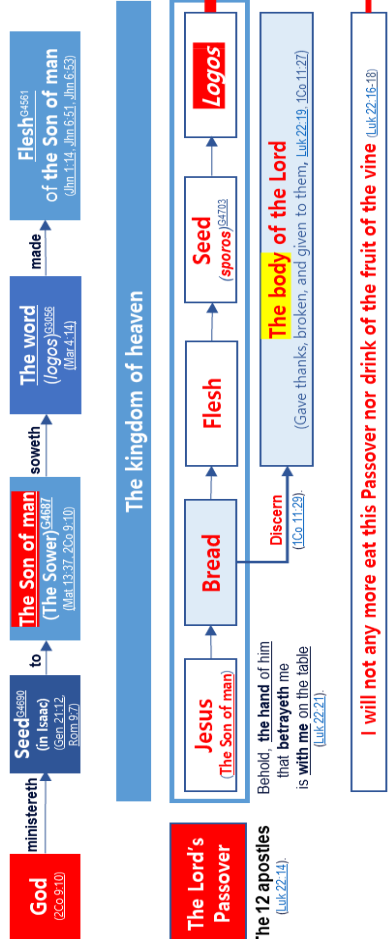 God
(2Co 9:10)
ministereth
Seed G4690
(in Isaac)
(Gen 21:12,
Rom 9:7)
to
The Son of man
(The Sower) G4687
(Mat 13:37, 2Co 9:10)
soweth
The word
(logos) G3056
(Mar 4:14)
made
Flesh G4561
of the Son of man
(Jhn 1:14, Jhn 6:51, Jhn 6:53)
The kingdom of heaven
The Lord's
Passover
Jesus
(The Son of man)
Bread
Flesh
Seed
(sporos) G4703
Logos
'he 12 apostles
(Luk 22:14).
Behold, the hand of him
that betrayeth me
is with me on the table
(Luk 22:21).
Discern
(1Co 11:29).
The body of the Lord
(Gave thanks, broken, and given to them, Luk 22:19, 1Co 11:27)
I will not any more eat this Passover nor drink of the fruit of the vine (Luk 22:16-18)